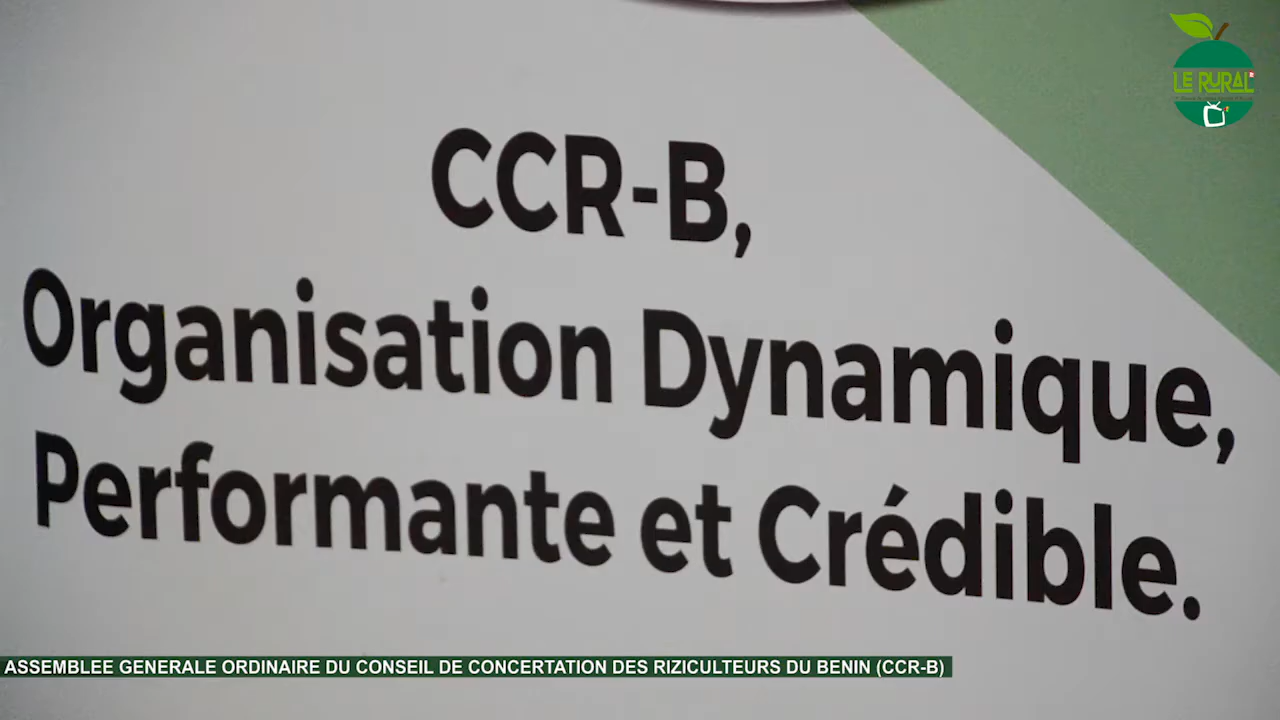 LE RURAL
CCR-B,
Organisation Dynamique,
Performante et Crédible.
ASSEMBLEE GENERALE ORDINAIRE DU CONSEIL DE CONCERTATION DES RIZICULTEURS DU BENIN (CCR-B)